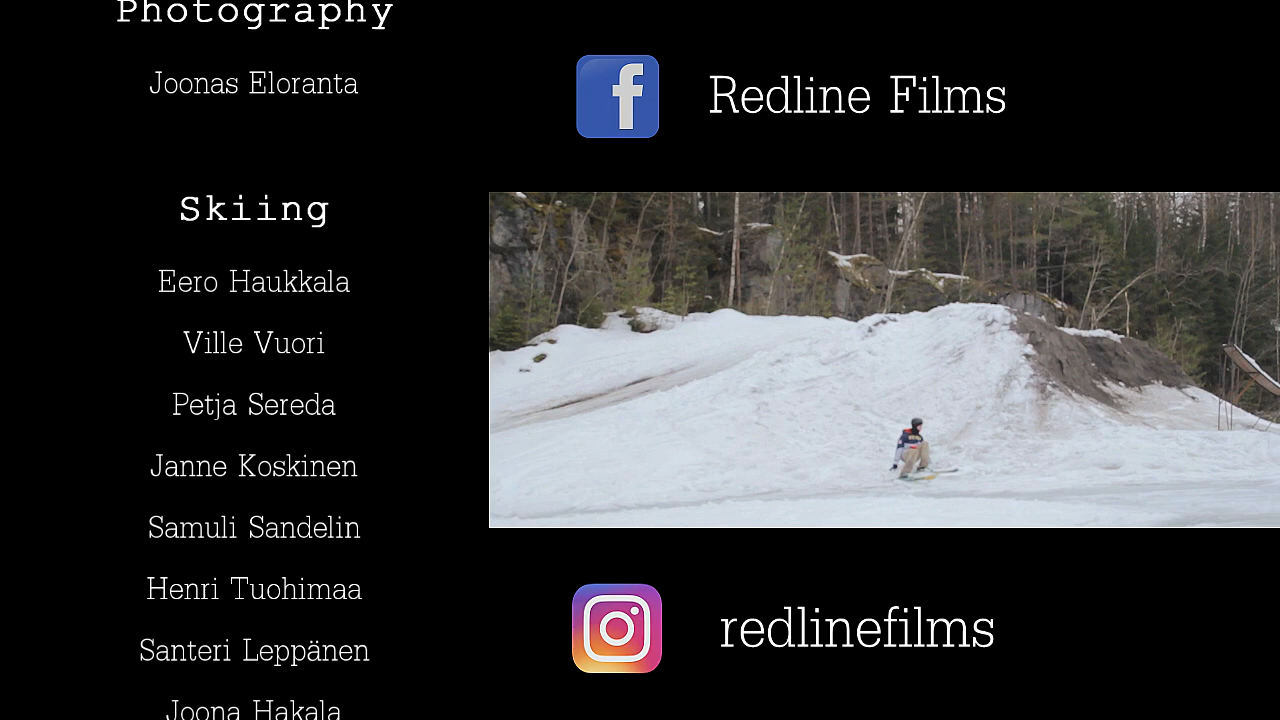 Photography
Joonas Eloranta
Skiing
Eero Haukkala
Ville Vuori
Petja Sereda
Janne Koskinen
Samuli Sandelin
Henri Tuohimaa
Santeri Leppänen
Joona Hakala
Redline Films
redlinefilms